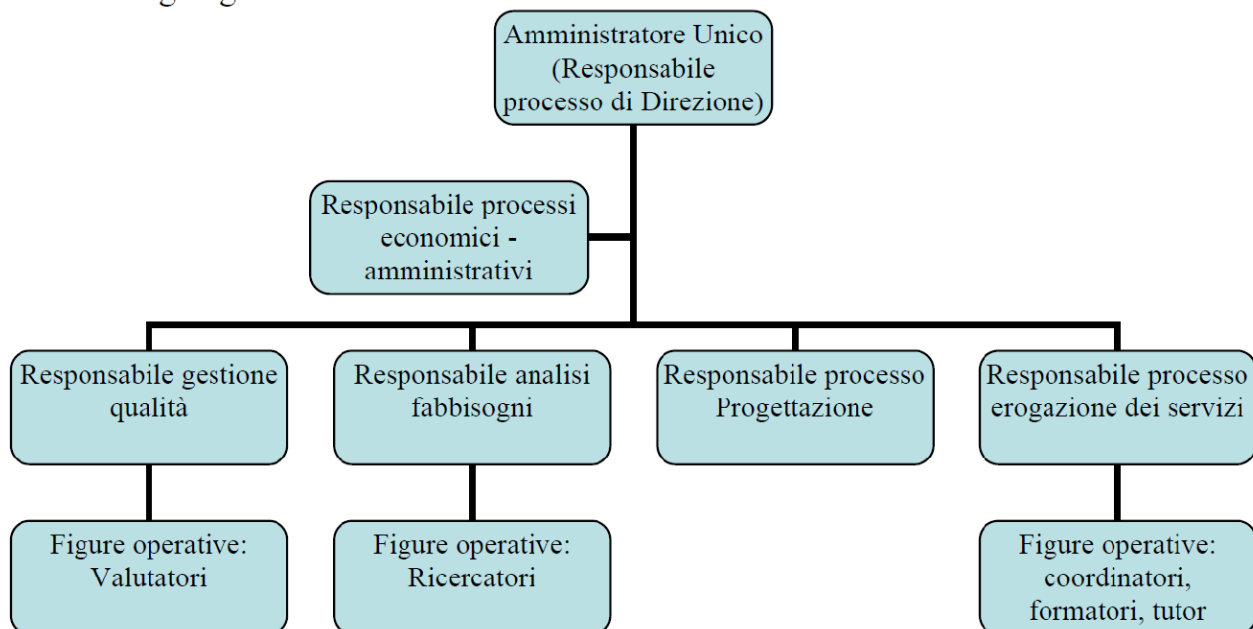 Amministratore Unico
(Responsabile
processo di Direzione)
Responsabile processi
economici -
amministrativi
Responsabile gestione
qualità
Responsabile analisi
fabbisogni
Responsabile processo
Progettazione
Responsabile processo
erogazione dei servizi
Figure operative:
Valutatori
Figure operative:
Ricercatori
Figure operative:
coordinatori,
formatori, tutor